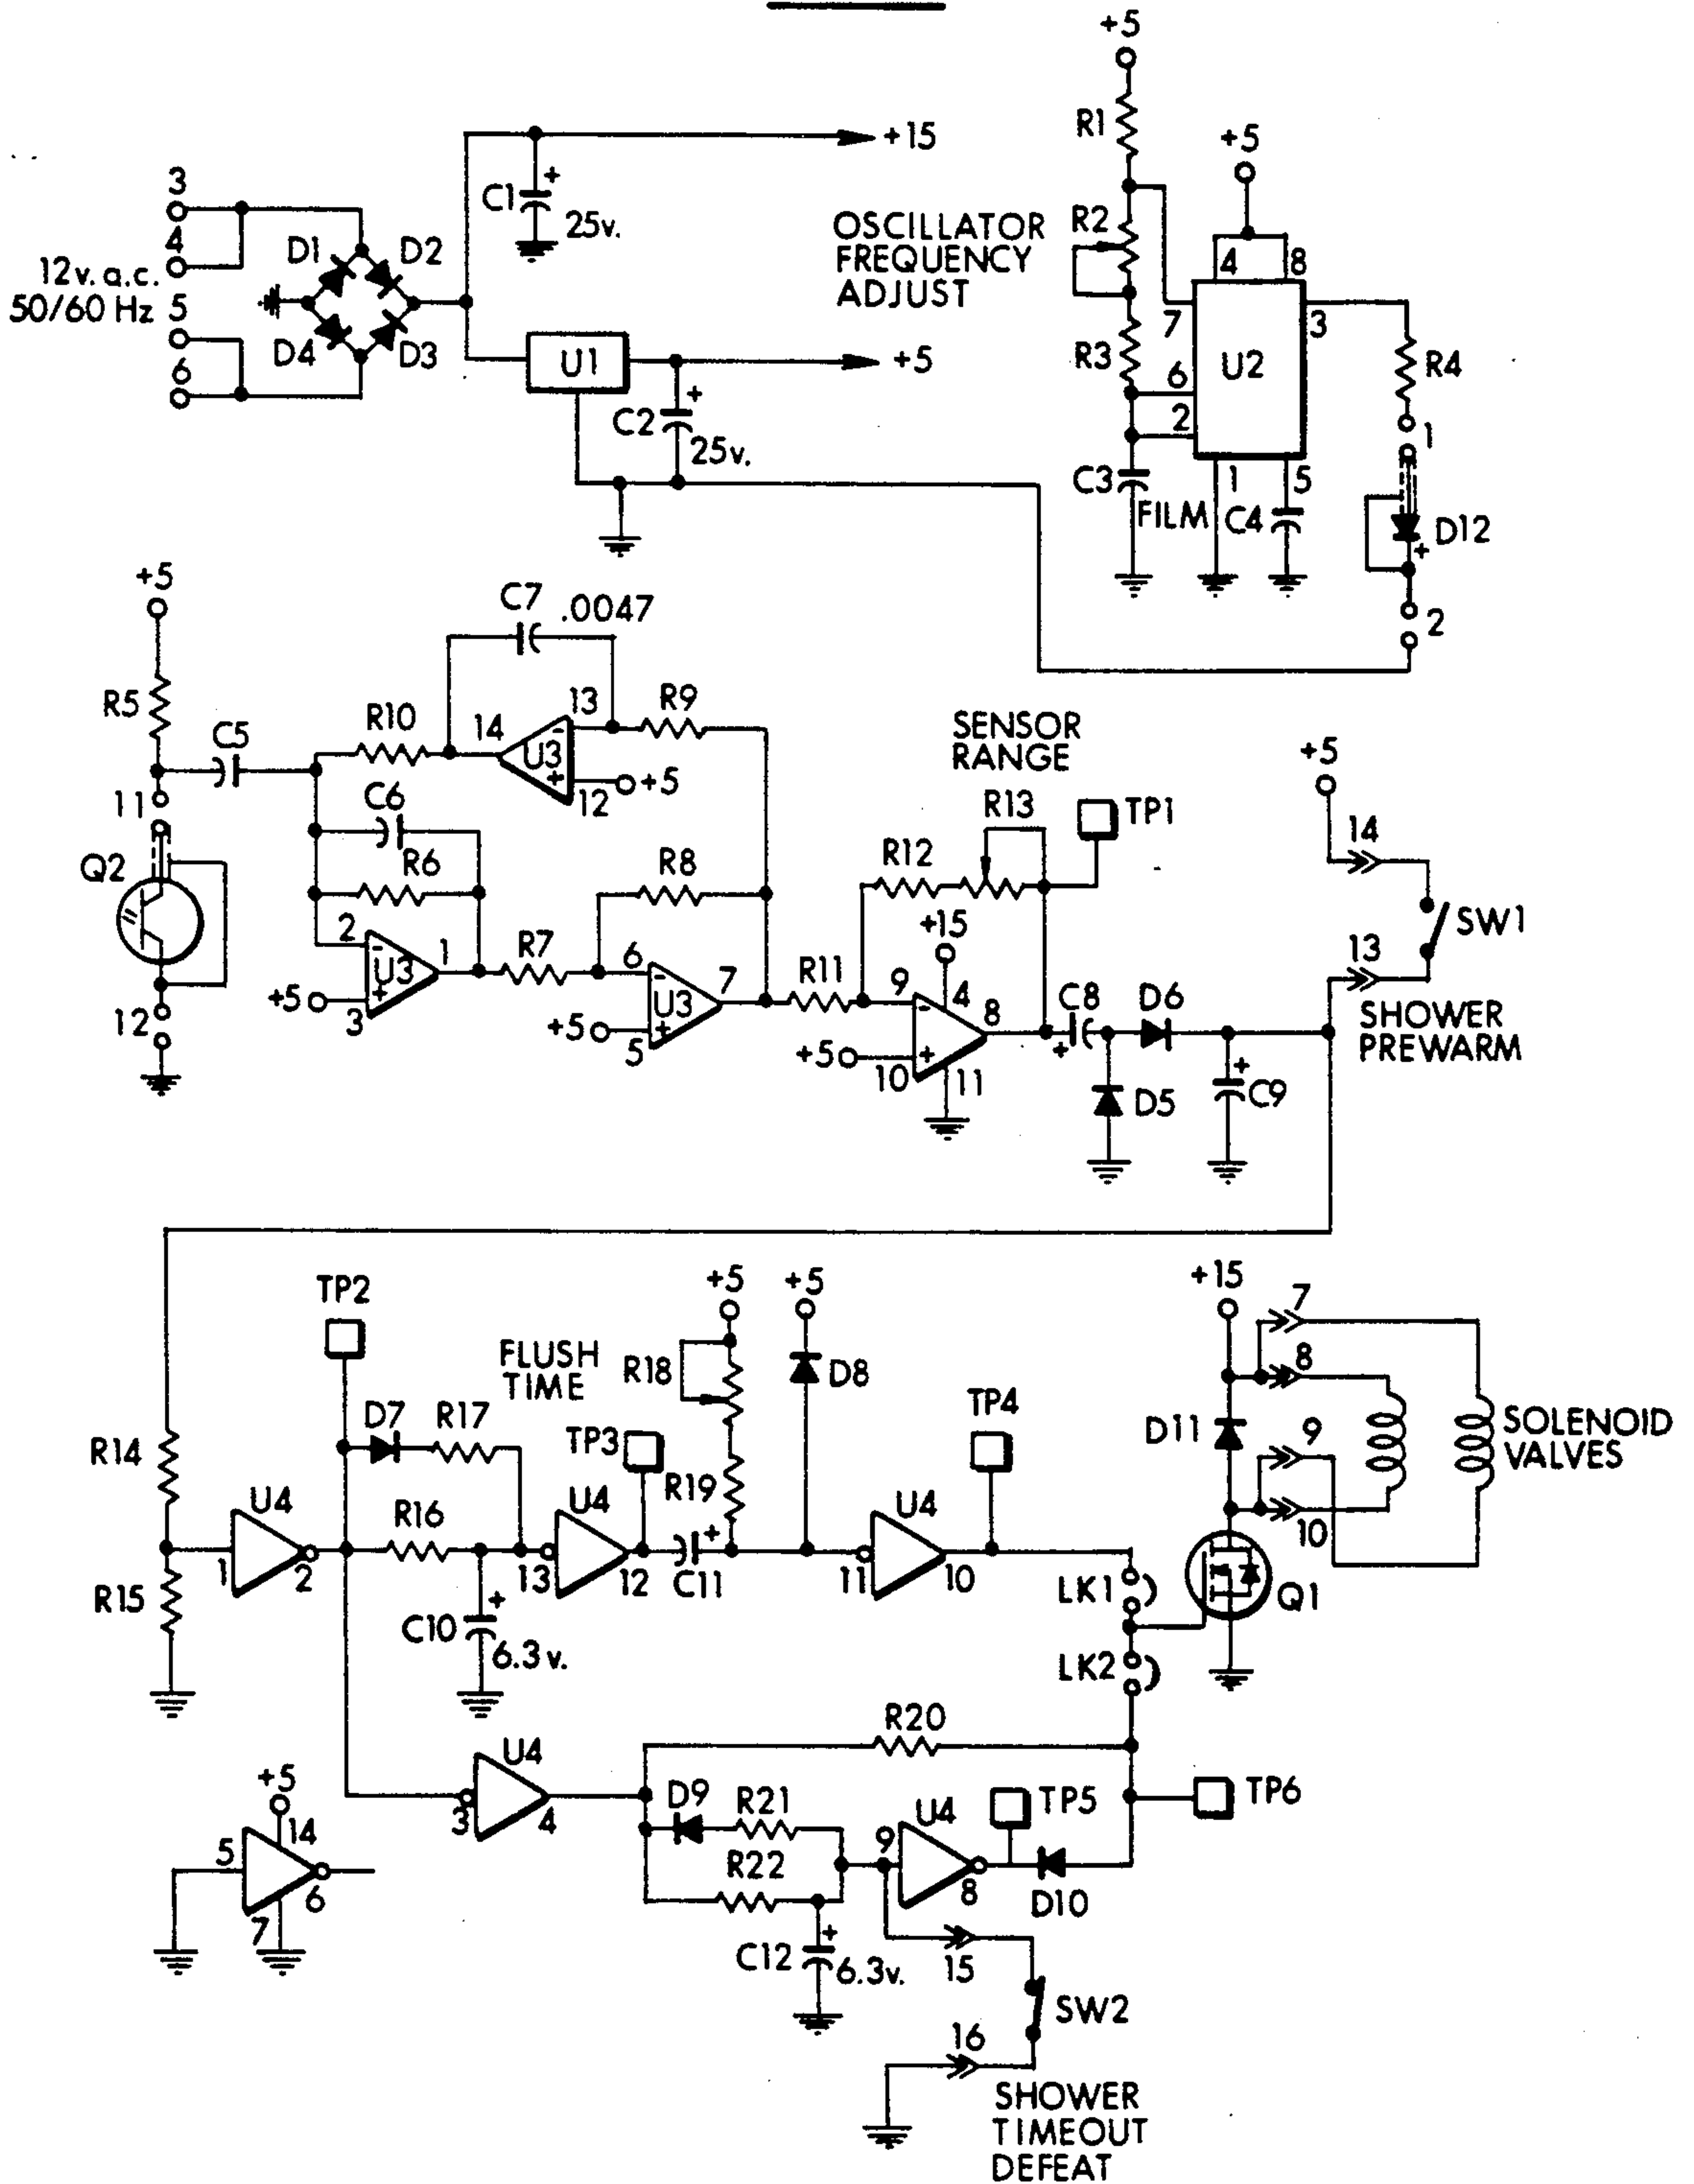 +5
R1
+15
+5
C1
+
25v.
3
4
12v. a.c.
50/60 Hz
5
6
D1
D2
D4
D3
OSCILLATOR
FREQUENCY
ADJUST
R2
4
8
7
3
R3
U2
R4
U1
+5
C2
+
25v.
6
2
1
C3
FILM
1
5
C4
D12
+
2
+5
C7
.0047
R5
C5
R10
14
13
R9
-
U3
+
12
+5
SENSOR
RANGE
+5
11
C6
R13
TP1
14
Q2
R6
R8
R12
SW1
2
-
U3
+
1
+5
3
R7
6
-
U3
+
7
+5
5
R11
+15
9
-
4
8
+5
+
10
11
C8
+
D6
13
SHOWER
PREWARM
12
D5
+
C9
TP2
FLUSH
TIME
+5
+5
R18
D8
+15
7
8
TP4
D7
R17
TP3
D11
9
SOLENOID
VALVES
R14
R19
U4
R16
U4
U4
10
1
2
13
12
C11
+
11
10
LK1
Q1
R15
C10
+
6.3v.
LK2
R20
U4
+5
3
4
D9
R21
TP5
TP6
14
U4
5
9
R22
6
8
D10
7
C12
+
6.3v.
15
SW2
16
SHOWER
TIMEOUT
DEFEAT